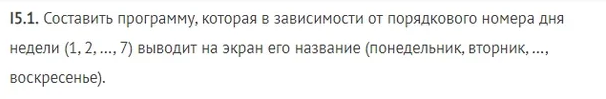 I5.1. Составить программу, которая в зависимости от порядкового номера дня
недели (1, 2, ..., 7) выводит на экран его название (понедельник, вторник, ...,
воскресенье).